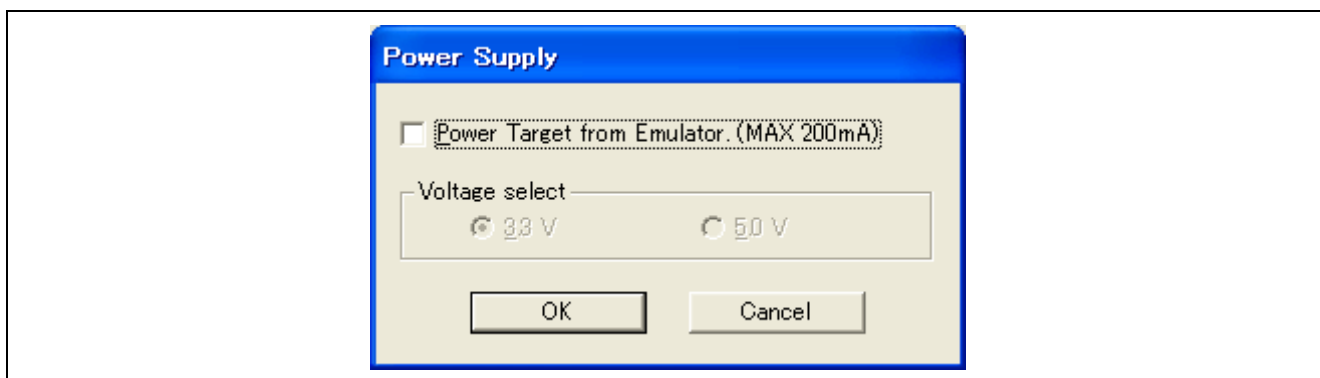 Power Supply
Power Target from Emulator. (MAX 200mA)
Voltage select
3.3 V 5.0 V
OK Cancel